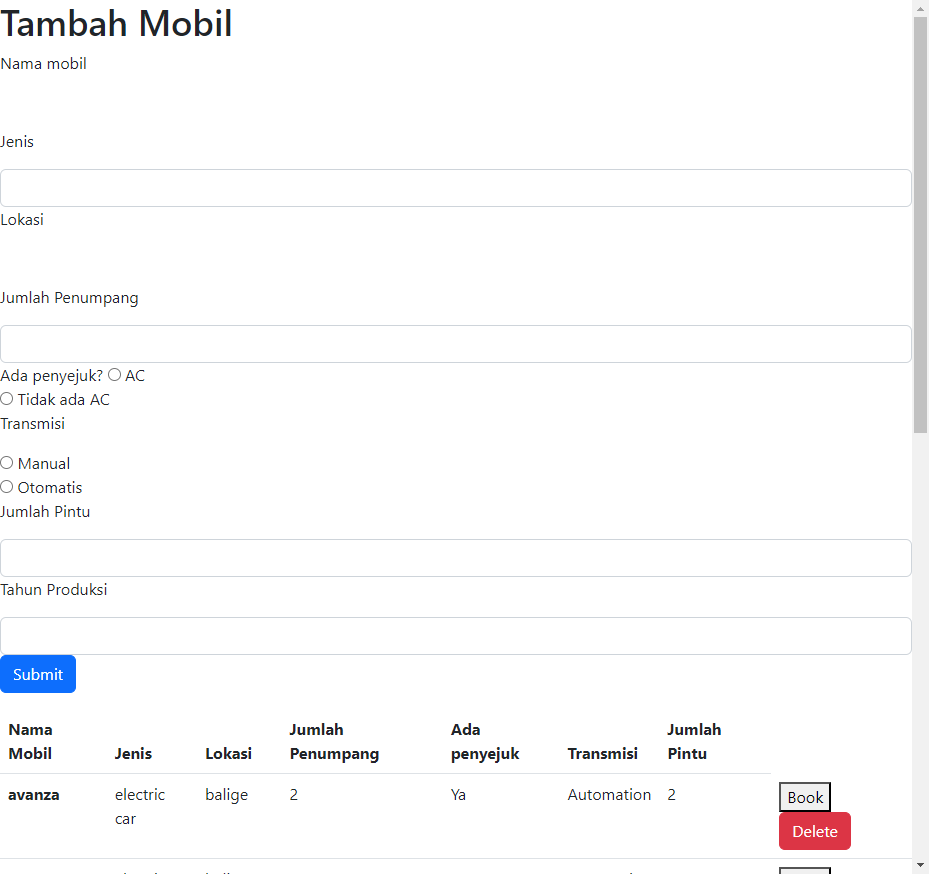 Tambah Mobil
Nama mobil
Jenis
Lokasi
Jumlah Penumpang
Ada penyejuk? AC
Tidak ada AC
Transmisi
Manual
Otomatis
Jumlah Pintu
Tahun Produksi
Submit
Nama Mobil Jenis Lokasi Jumlah Penumpang Ada penyejuk Transmisi Jumlah Pintu
avanza electric car balige 2 Ya Automation 2 Book
Delete